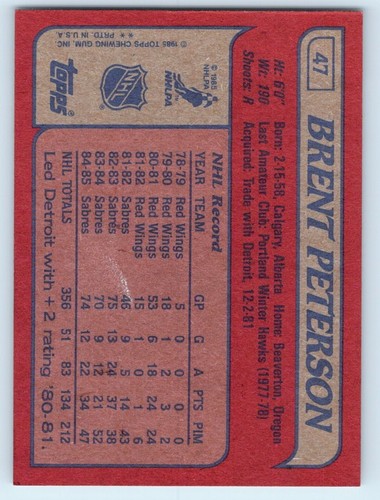 47
BRENT PETERSON
Ht: 6'0" Born: 2-15-58, Calgary, Alberta Home: Beaverton, Oregon
Wt: 190 Last Amateur Club: Portland Winter Hawks (1977-78)
Shoots: R Acquired: Trade with Detroit, 12-2-81
NHL Record
YEAR TEAM GP G A PTS PIM
78-79 Red Wings 5 0 0 0 0
79-80 Red Wings 18 1 2 3 2
80-81 Red Wings 53 6 18 24 24
81-82 Red Wings 15 1 0 1 6
81-82 Sabres 46 9 5 14 43
82-83 Sabres 75 13 24 37 38
83-84 Sabres 70 9 12 21 52
84-85 Sabres 74 12 22 34 47
NHL TOTALS 356 51 83 134 212
Led Detroit with +2 rating '80-81.
© 1985
NHLPA
NHLPA
NHL
topps
© 1985 TOPPS CHEWING GUM, INC
** PRTD. IN U.S.A.